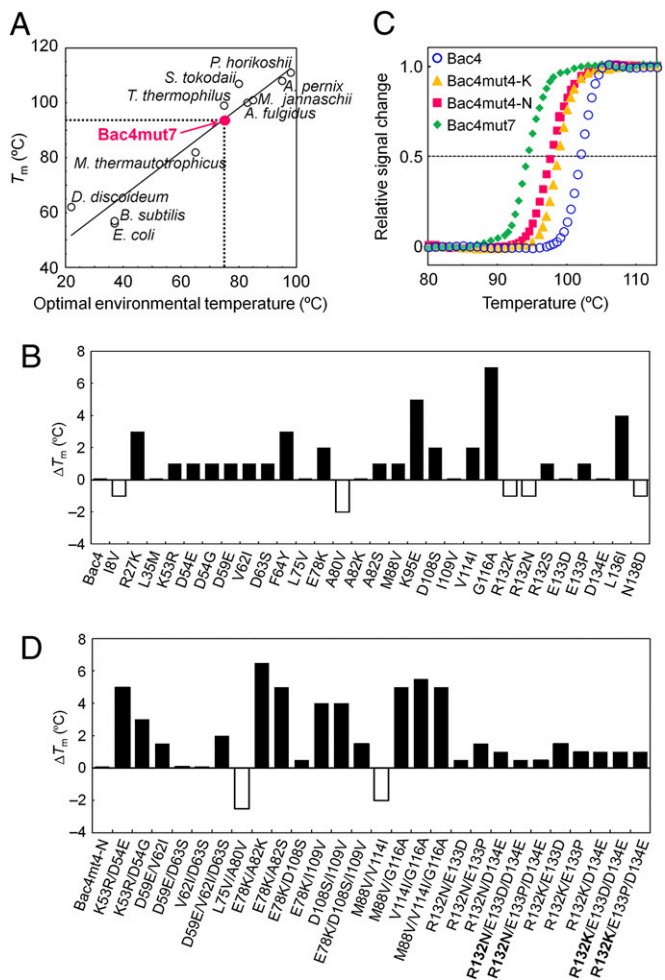 A
120
100
80
60
40
Tm (ºC)
P. horikoshii
S. tokodaii
A. pernix
T. thermophilus
M. jannaschii
A. fulgidus
Bac4mut7
M. thermautotrophicus
D. discoideum
B. subtilis
E. coli
20 40 60 80 100
Optimal environmental temperature (ºC)
C
Bac4
Bac4mut4-K
Bac4mut4-N
Bac4mut7
1.0
0.5
0
Relative signal change
80 90 100 110
Temperature (ºC)
B
8
6
4
2
0
−2
−4
ΔTm (ºC)
Bac4
I8V
R27K
L35M
K53R
D54E
D54G
D59E
V62I
D63S
F64Y
L75V
E78K
A80V
A82K
A82S
M88V
K95E
D108S
I109V
V114I
G116A
R132K
R132N
R132S
E133D
E133P
D134E
L136I
N138D
D
8
6
4
2
0
−2
−4
ΔTm (ºC)
Bac4mt4-N
K53R/D54E
K53R/D54G
D59E/V62I
D59E/D63S
V62I/D63S
D59E/V62I/D63S
L75V/A80V
E78K/A82K
E78K/A82S
E78K/D108S
E78K/I109V
D108S/I109V
E78K/D108S/I109V
M88V/V114I
M88V/G116A
V114I/G116A
M88V/V114I/G116A
R132N/E133D
R132N/E133P
R132N/D134E
R132N/E133D/D134E
R132N/E133P/D134E
R132K/E133D
R132K/E133P
R132K/D134E
R132K/E133D/D134E
R132K/E133P/D134E